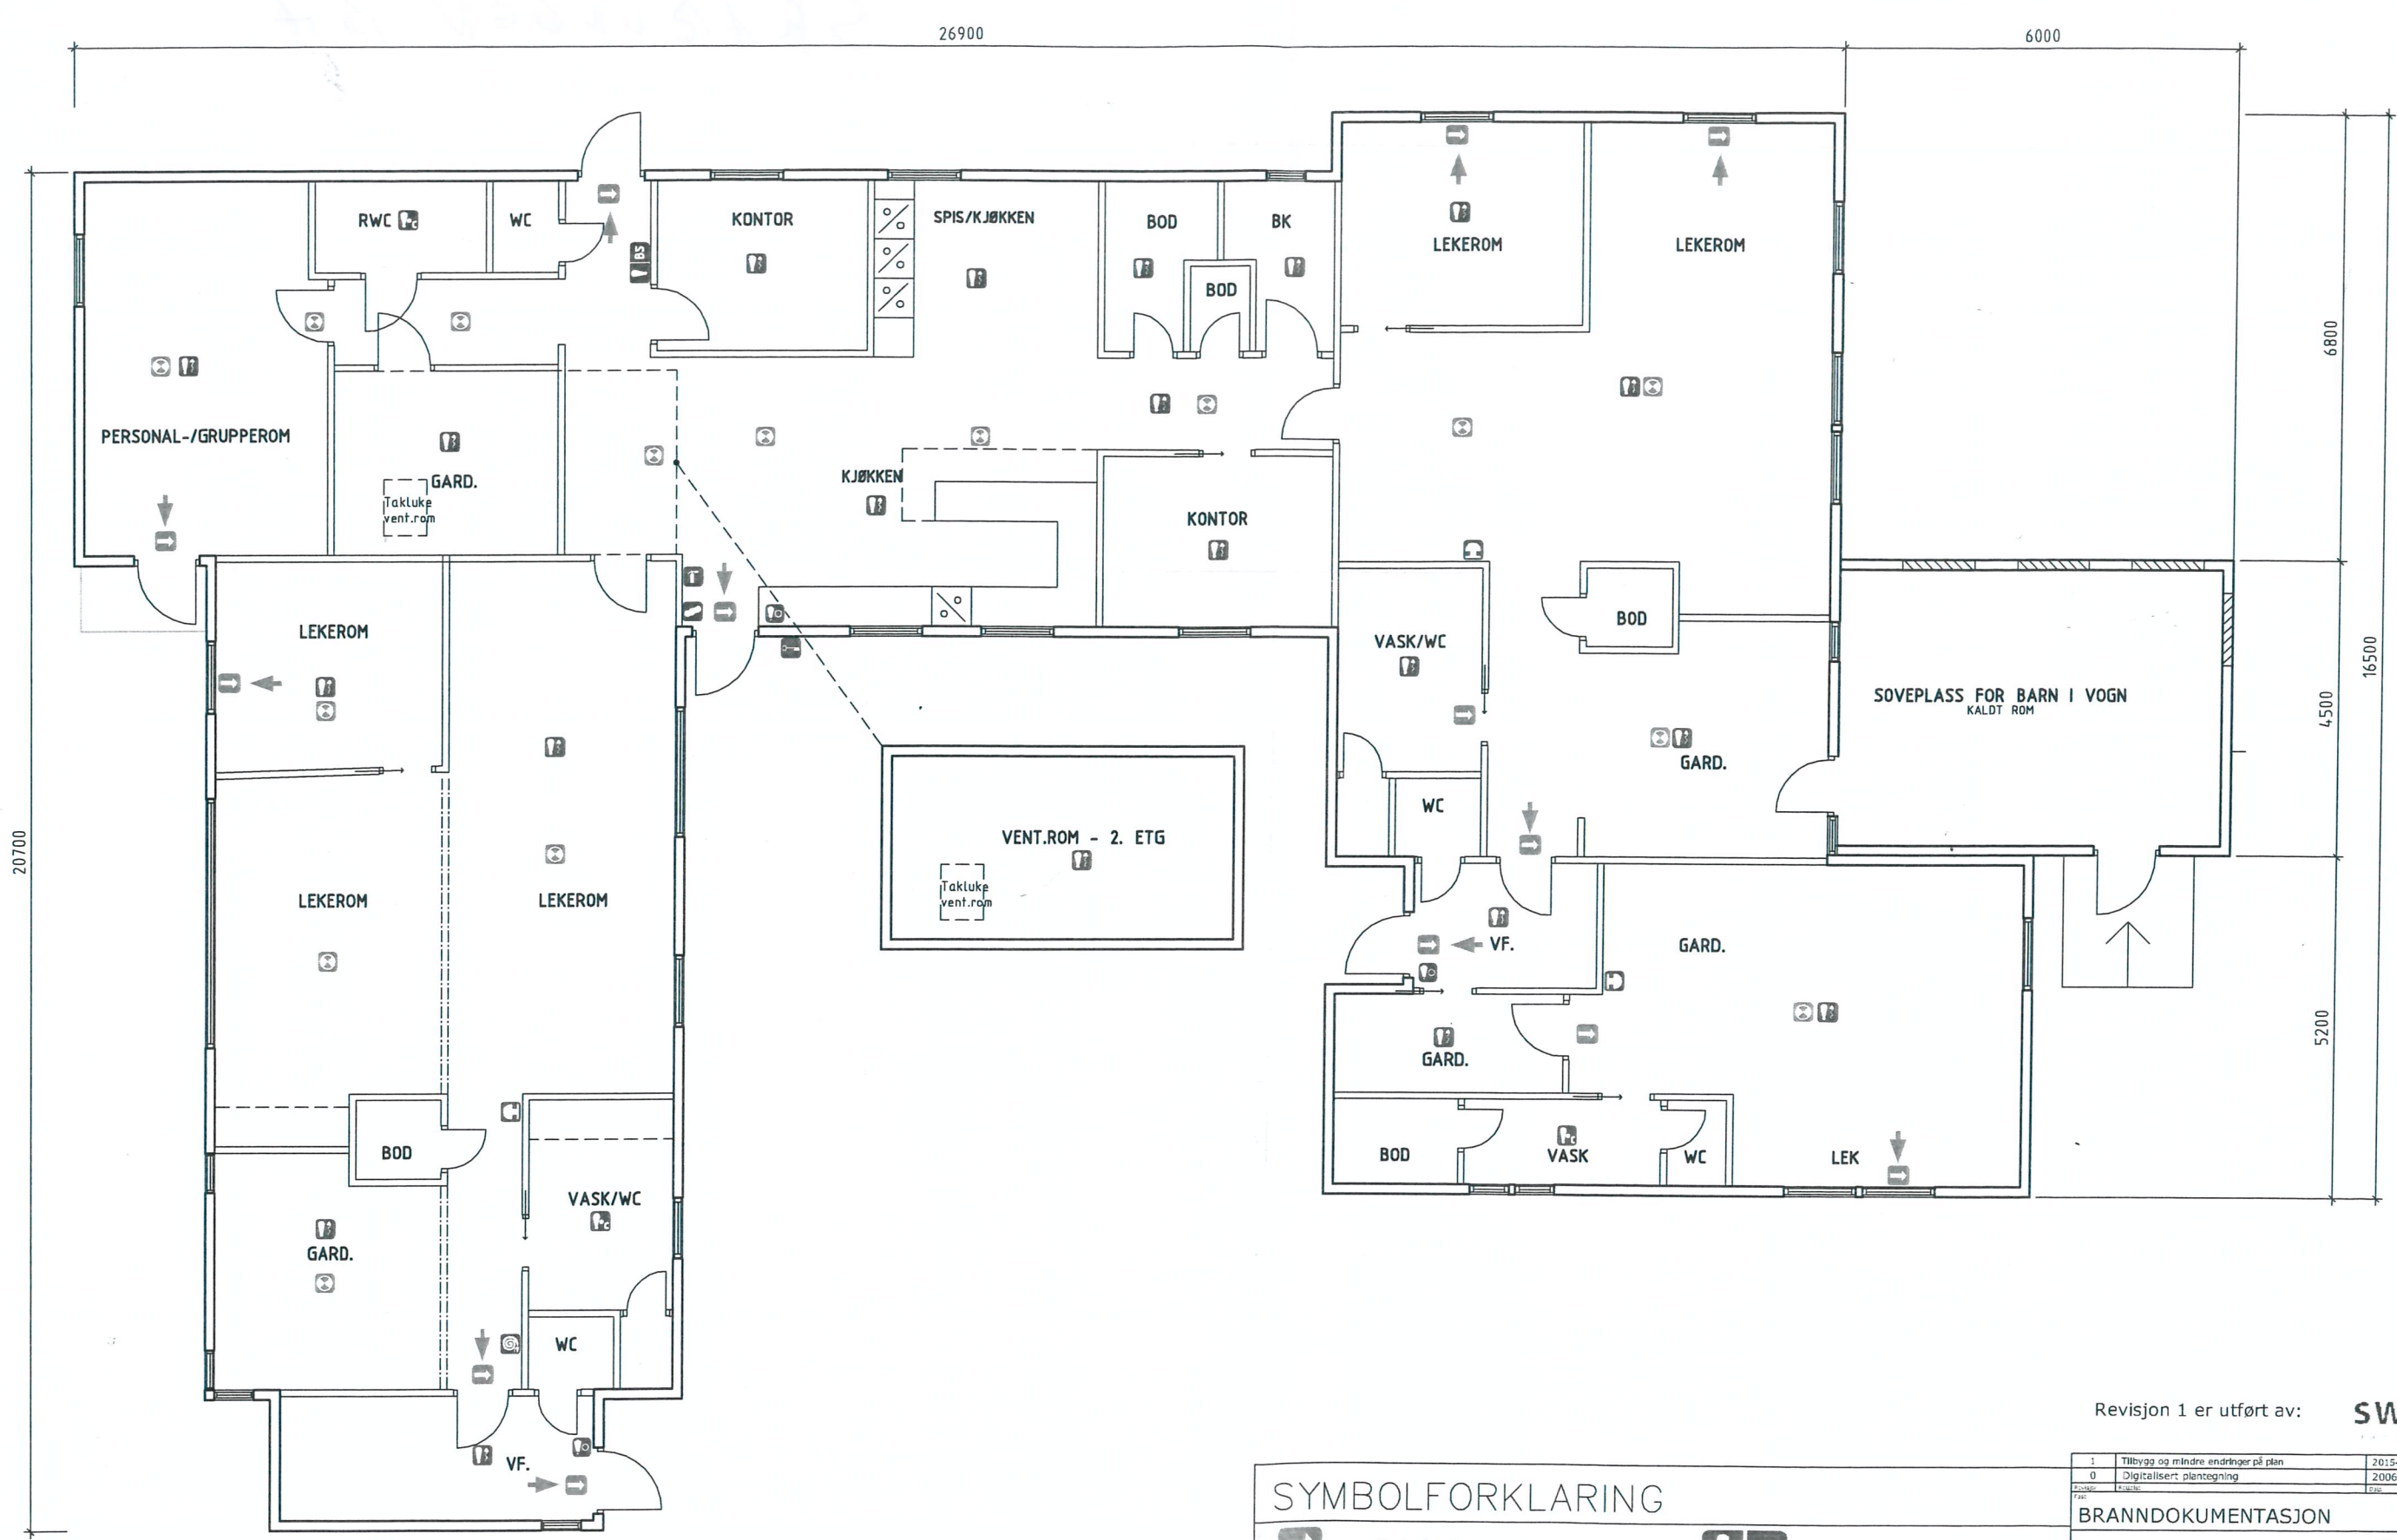 26900
6000
RWC
WC
KONTOR
SPIS/KJØKKEN
BOD
BK
BOD
LEKEROM
LEKEROM
BS
6800
PERSONAL-/GRUPPEROM
GARD.
Takluke
vent.rom
KJØKKEN
KONTOR
LEKEROM
VASK/WC
BOD
SOVEPLASS FOR BARN I VOGN
KALDT ROM
16500
4500
GARD.
WC
VENT.ROM - 2. ETG
Takluke
vent.rom
20700
LEKEROM
LEKEROM
VF.
GARD.
5200
GARD.
BOD
VASK
WC
LEK
BOD
VASK/WC
GARD.
WC
VF.
Revisjon 1 er utført av:
SW
1 Tilbygg og mindre endringer på plan 2015-
0 Digitalisert plantegning 2006
SYMBOLFORKLARING
BRANNDOKUMENTASJON